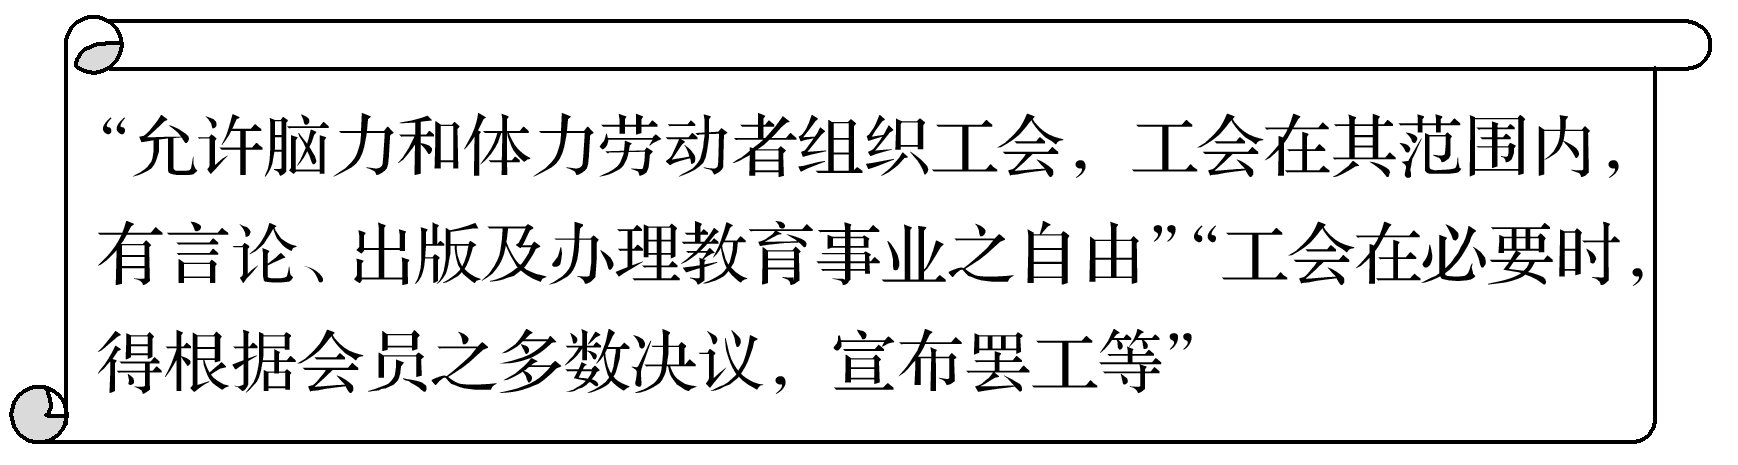 “允许脑力和体力劳动者组织工会，工会在其范围内，
有言论、出版及办理教育事业之自由”“工会在必要时，
得根据会员之多数决议，宣布罢工等”